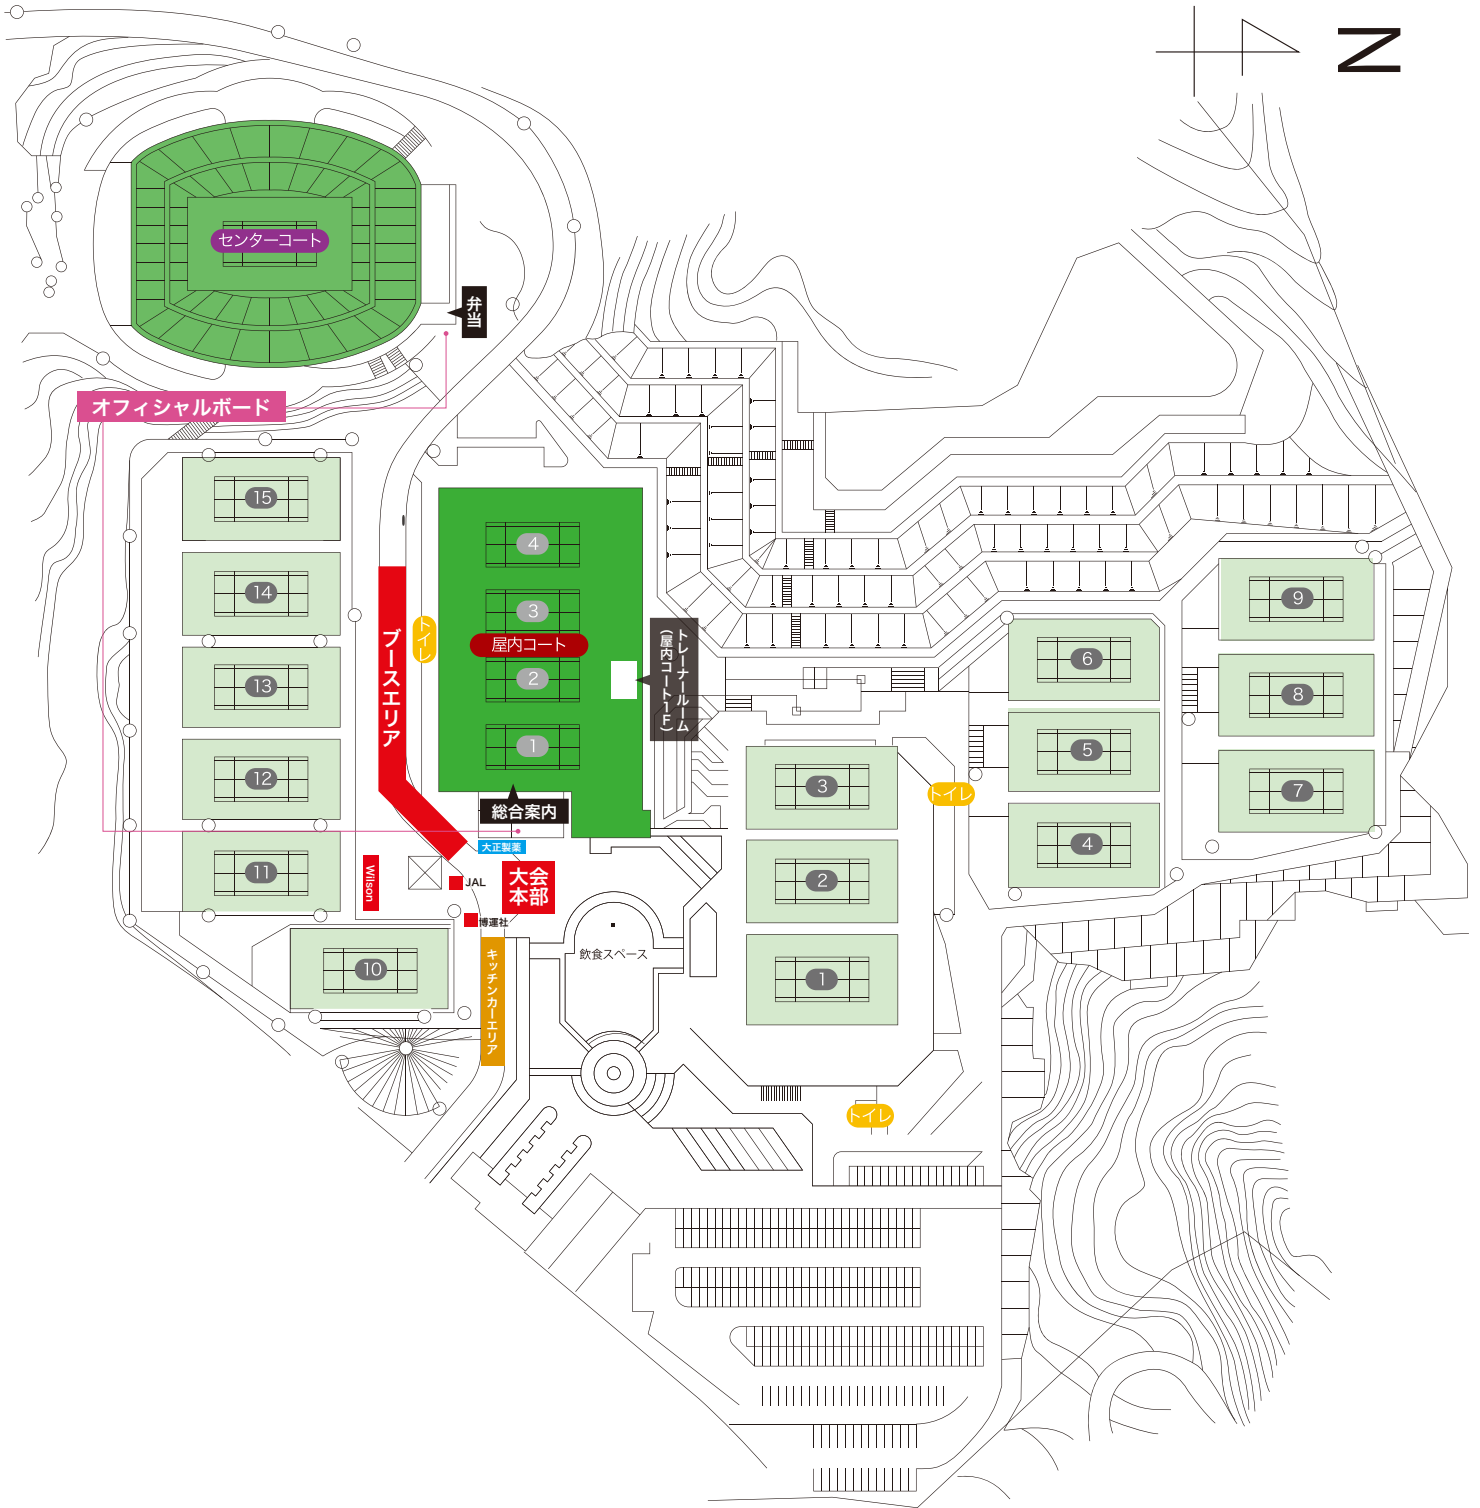 N
センターコート
弁当
オフィシャルボード
15
14
13
12
11
10
4
3
屋内コート
2
1
トイレ
ブースエリア
トレーナールーム
(屋内コート1F)
総合案内
大正製薬
大会
本部
Wilson
JAL
博運社
キッチンカーエリア
飲食スペース
3
2
1
トイレ
トイレ
6
5
4
9
8
7